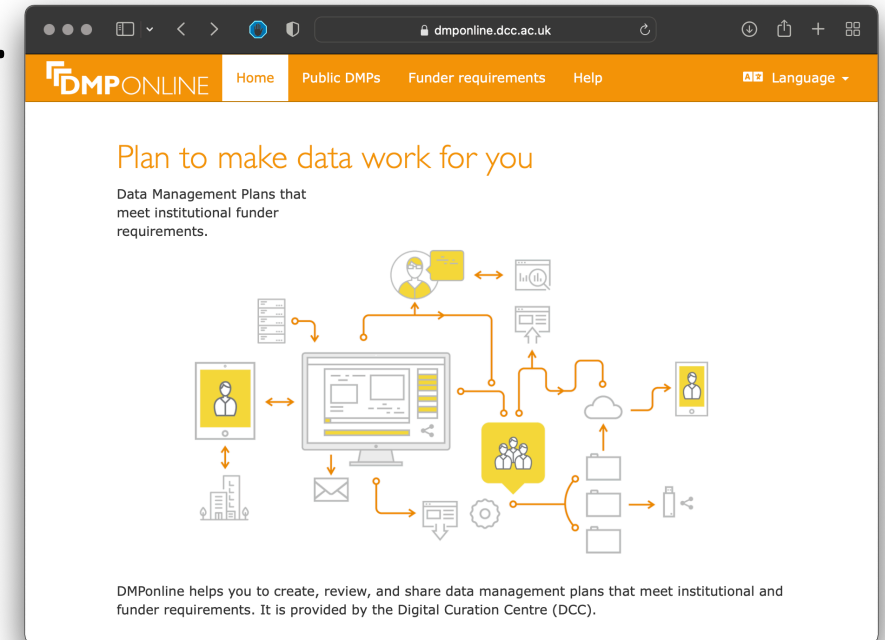 dmponline.dcc.ac.uk
DMPONLINE Home Public DMPs Funder requirements Help Language
Plan to make data work for you
Data Management Plans that
meet institutional funder
requirements.
DMPonline helps you to create, review, and share data management plans that meet institutional and
funder requirements. It is provided by the Digital Curation Centre (DCC).